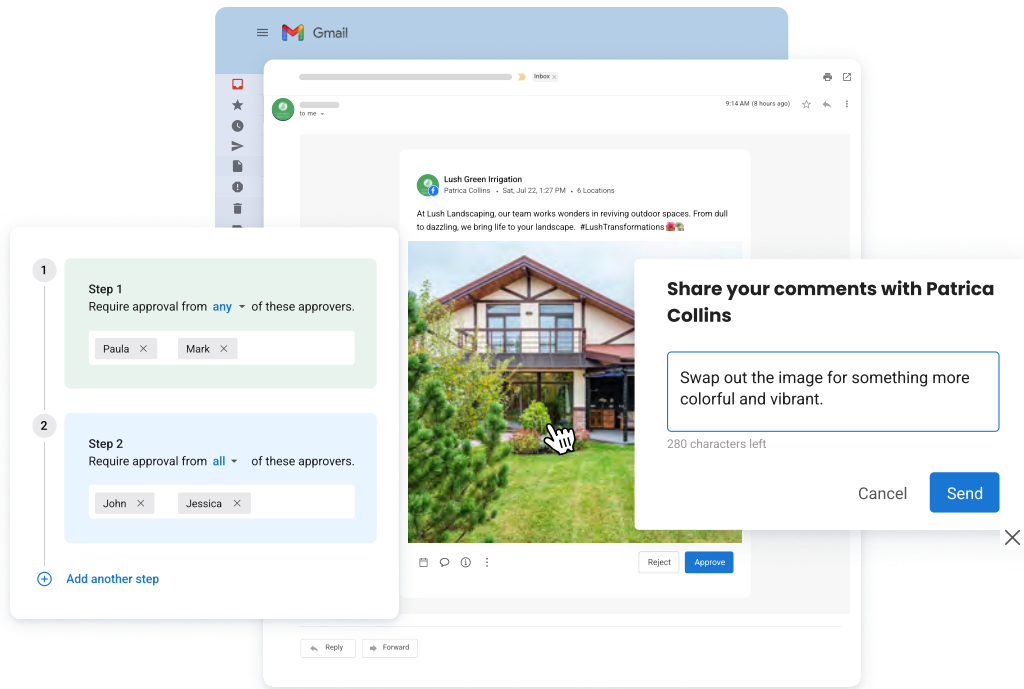 Gmail
Inbox
9:14 AM (8 hours ago)
to me
Lush Green Irrigation
Patrica Collins • Sat, Jul 22, 1:27 PM • 6 Locations
At Lush Landscaping, our team works wonders in reviving outdoor spaces. From dull
to dazzling, we bring life to your landscape. #LushTransformations
1
Step 1
Require approval from any of these approvers.
Paula
Mark
2
Step 2
Require approval from all of these approvers.
John
Jessica
Add another step
Share your comments with Patrica
Collins
Swap out the image for something more
colorful and vibrant.
280 characters left
Cancel
Send
Reject
Approve
Reply
Forward